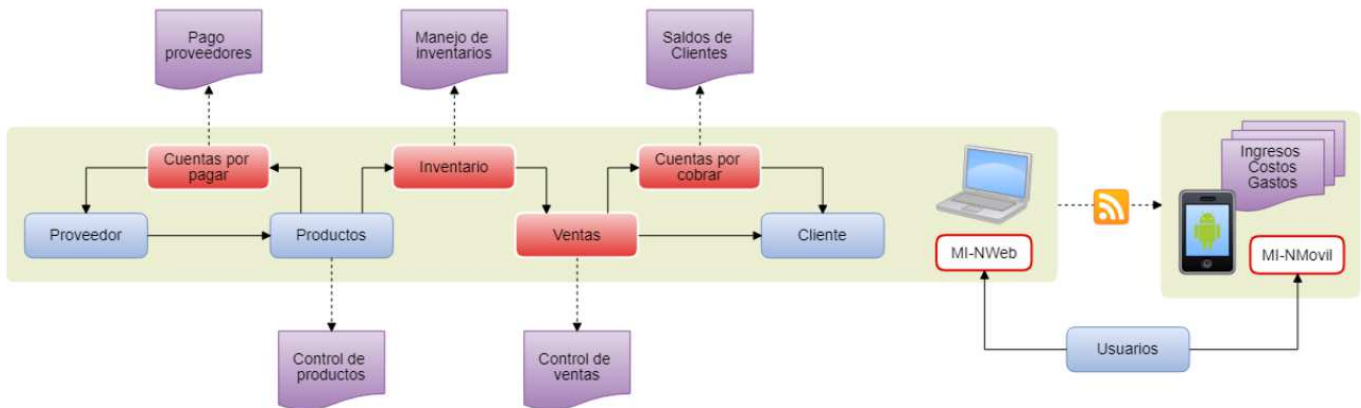 Pago
proveedores
Manejo de
inventarios
Saldos de
Clientes
Cuentas por
pagar
Inventario
Cuentas por
cobrar
Ingresos
Costos
Gastos
Proveedor
Productos
Ventas
Cliente
MI-NWeb
MI-NMovil
Usuarios
Control de
productos
Control de
ventas